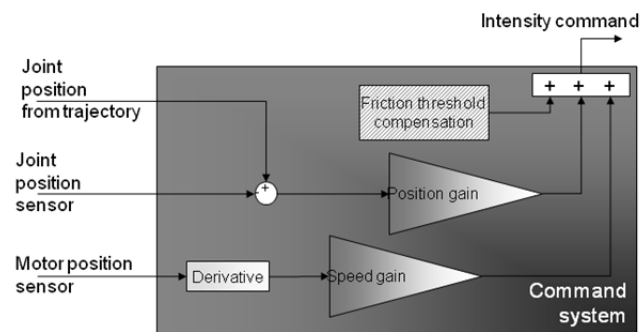 Intensity command
Joint
position
from trajectory
+ + +
Friction threshold
compensation
Joint
position
sensor
+
-
Position gain
Motor position
sensor
Derivative
Speed gain
Command
system